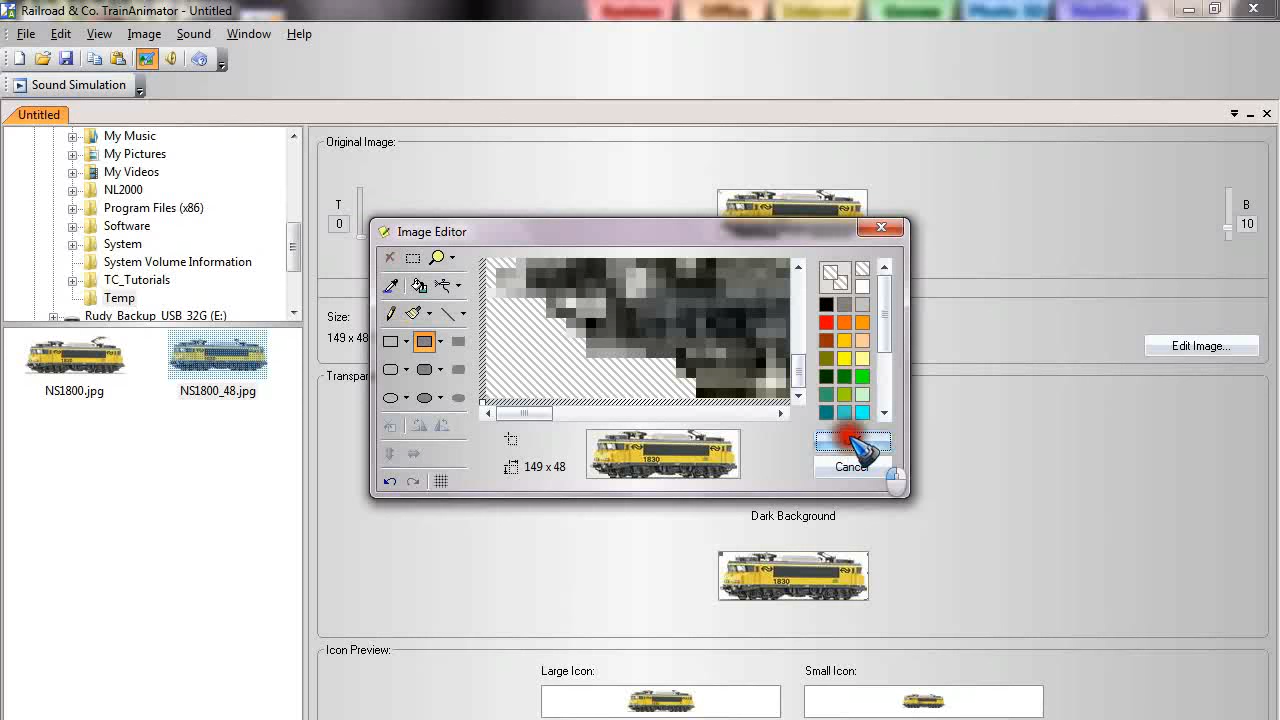 Railroad & Co. TrainAnimator - Untitled
File Edit View Image Sound Window Help
Sound Simulation
Untitled
My Music
My Pictures
My Videos
NL2000
Program Files (x86)
Software
System
System Volume Information
TC_Tutorials
Temp
Rudy_Backup_USB_32G (E:)
NS1800.jpg
NS1800_48.jpg
Original Image:
T
0
B
10
Size:
149 x 48
Edit Image...
Image Editor
149 x 48
1830
Cancel
Dark Background
1830
Icon Preview:
Large Icon:
Small Icon: